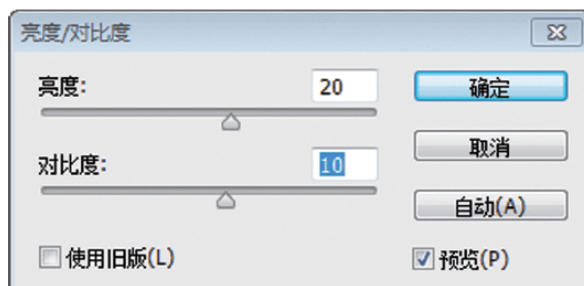 亮度/对比度
亮度: 20
确定
取消
对比度: 10
自动(A)
使用旧版(L)
预览(P)